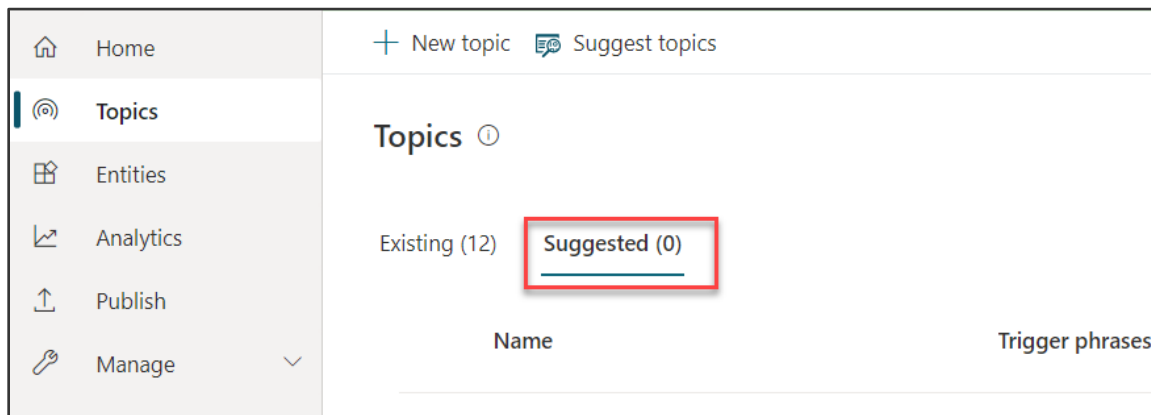 Home
Topics
Entities
Analytics
Publish
Manage
New topic
Suggest topics
Topics
Existing (12)
Suggested (0)
Name
Trigger phrases